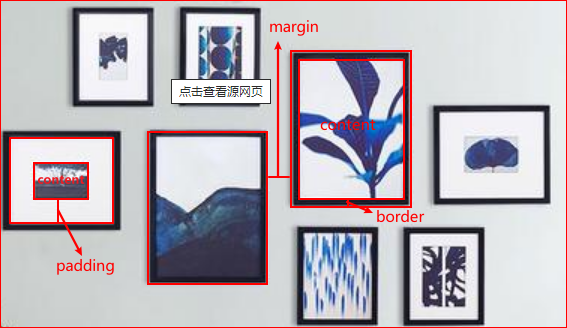 margin
点击查看源网页
content
content
border
padding